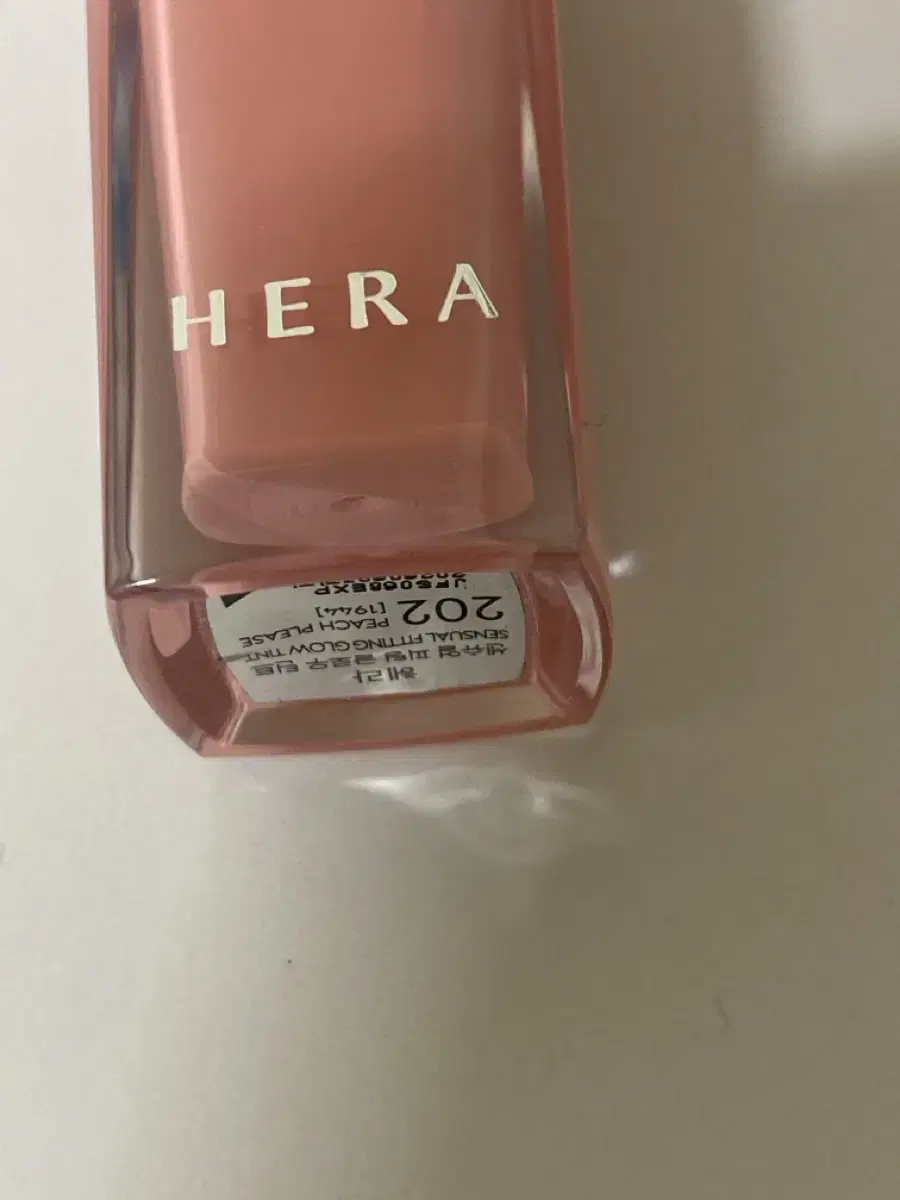 HERA
헤라
센슈얼 피팅 글로우 틴트
SENSUAL FITTING GLOW TINT
202 PEACH PLEASE
[1944]
JFS068EXP